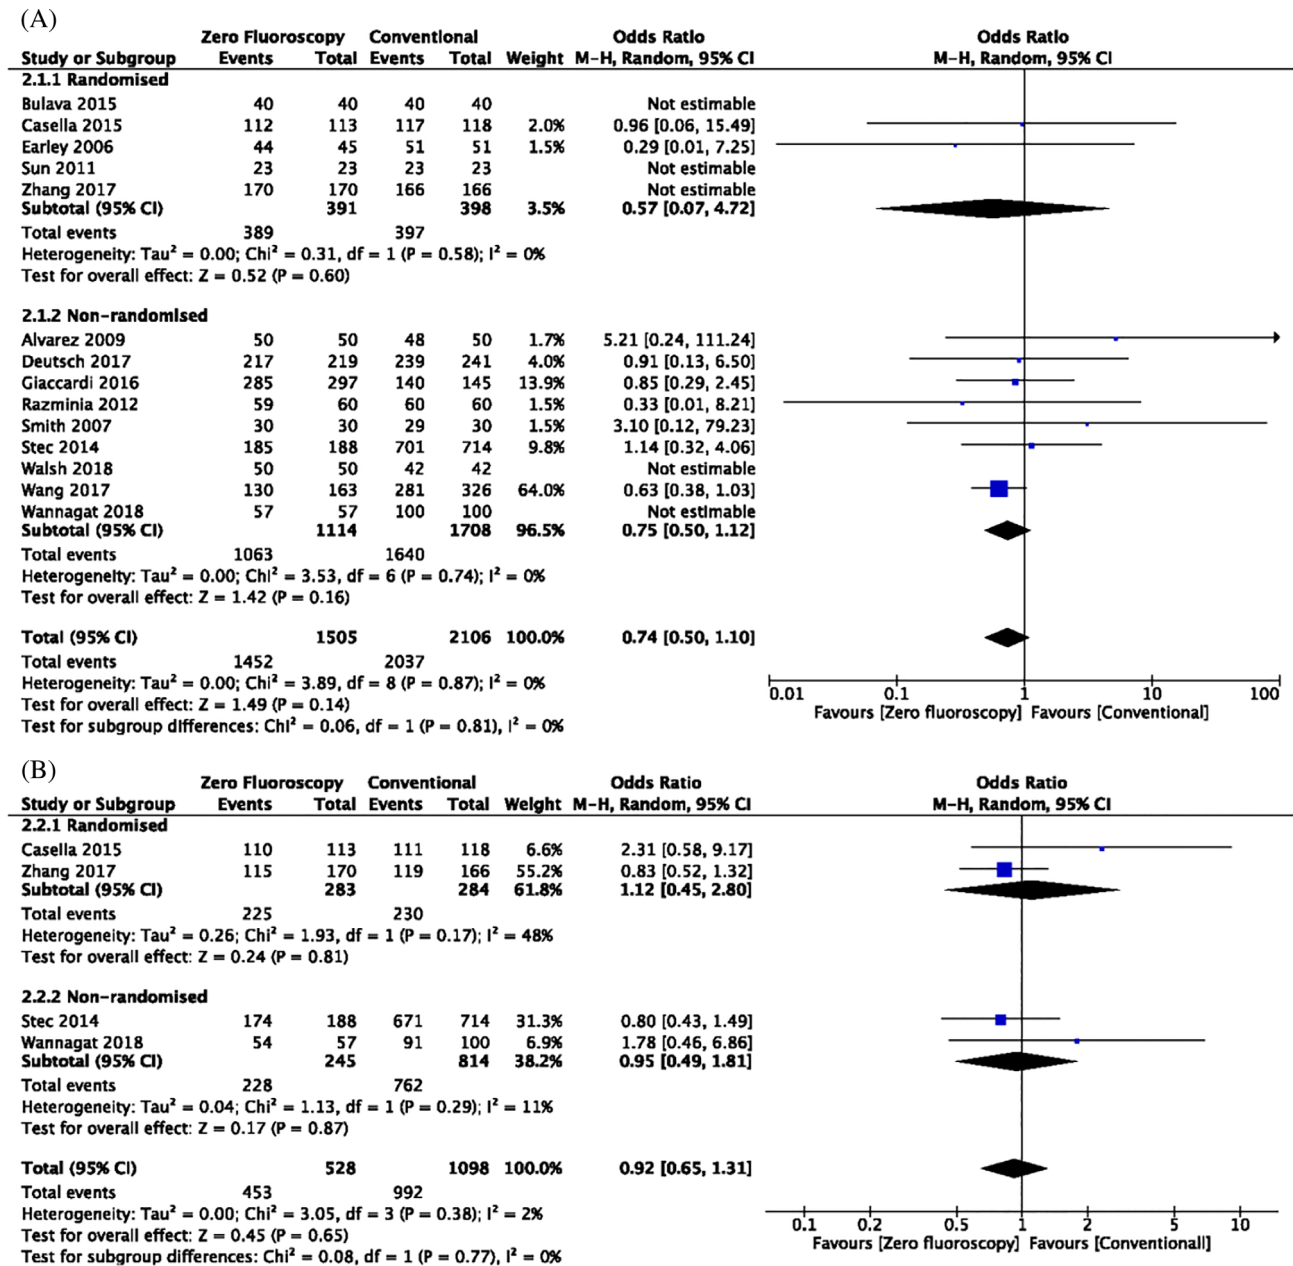 (A)
Zero Fluoroscopy Conventional Odds Ratio Odds Ratio
Study or Subgroup Events Total Events Total Weight M-H, Random, 95% CI M-H, Random, 95% CI
2.1.1 Randomised
Bulava 2015 40 40 40 40 Not estimable
Casella 2015 112 113 117 118 2.0% 0.96 [0.06, 15.49]
Earley 2006 44 45 51 51 1.5% 0.29 [0.01, 7.25]
Sun 2011 23 23 23 23 Not estimable
Zhang 2017 170 170 166 166 Not estimable
Subtotal (95% CI) 391 398 3.5% 0.57 [0.07, 4.72]
Total events 389 397
Heterogeneity: Tau² = 0.00; Chi² = 0.31, df = 1 (P = 0.58); I² = 0%
Test for overall effect: Z = 0.52 (P = 0.60)
2.1.2 Non-randomised
Alvarez 2009 50 50 48 50 1.7% 5.21 [0.24, 111.24]
Deutsch 2017 217 219 239 241 4.0% 0.91 [0.13, 6.50]
Giaccardi 2016 285 297 140 145 13.9% 0.85 [0.29, 2.45]
Razminia 2012 59 60 60 60 1.5% 0.33 [0.01, 8.21]
Smith 2007 30 30 29 30 1.5% 3.10 [0.12, 79.23]
Stec 2014 185 188 701 714 9.8% 1.14 [0.32, 4.06]
Walsh 2018 50 50 42 42 Not estimable
Wang 2017 130 163 281 326 64.0% 0.63 [0.38, 1.03]
Wannagat 2018 57 57 100 100 Not estimable
Subtotal (95% CI) 1114 1708 96.5% 0.75 [0.50, 1.12]
Total events 1063 1640
Heterogeneity: Tau² = 0.00; Chi² = 3.53, df = 6 (P = 0.74); I² = 0%
Test for overall effect: Z = 1.42 (P = 0.16)
Total (95% CI) 1505 2106 100.0% 0.74 [0.50, 1.10]
Total events 1452 2037
Heterogeneity: Tau² = 0.00; Chi² = 3.89, df = 8 (P = 0.87); I² = 0%
Test for overall effect: Z = 1.49 (P = 0.14)
Test for subgroup differences: Chi² = 0.06, df = 1 (P = 0.81), I² = 0%
0.01 0.1 1 10 100
Favours [Zero fluoroscopy] Favours [Conventional]
(B)
Zero Fluoroscopy Conventional Odds Ratio Odds Ratio
Study or Subgroup Events Total Events Total Weight M-H, Random, 95% CI M-H, Random, 95% CI
2.2.1 Randomised
Casella 2015 110 113 111 118 6.6% 2.31 [0.58, 9.17]
Zhang 2017 115 170 119 166 55.2% 0.83 [0.52, 1.32]
Subtotal (95% CI) 283 284 61.8% 1.12 [0.45, 2.80]
Total events 225 230
Heterogeneity: Tau² = 0.26; Chi² = 1.93, df = 1 (P = 0.17); I² = 48%
Test for overall effect: Z = 0.24 (P = 0.81)
2.2.2 Non-randomised
Stec 2014 174 188 671 714 31.3% 0.80 [0.43, 1.49]
Wannagat 2018 54 57 91 100 6.9% 1.78 [0.46, 6.86]
Subtotal (95% CI) 245 814 38.2% 0.95 [0.49, 1.81]
Total events 228 762
Heterogeneity: Tau² = 0.04; Chi² = 1.13, df = 1 (P = 0.29); I² = 11%
Test for overall effect: Z = 0.17 (P = 0.87)
Total (95% CI) 528 1098 100.0% 0.92 [0.65, 1.31]
Total events 453 992
Heterogeneity: Tau² = 0.00; Chi² = 3.05, df = 3 (P = 0.38); I² = 2%
Test for overall effect: Z = 0.45 (P = 0.65)
Test for subgroup differences: Chi² = 0.08, df = 1 (P = 0.77), I² = 0%
0.1 0.2 0.5 1 2 5 10
Favours [Zero fluoroscopy] Favours [Conventionall]